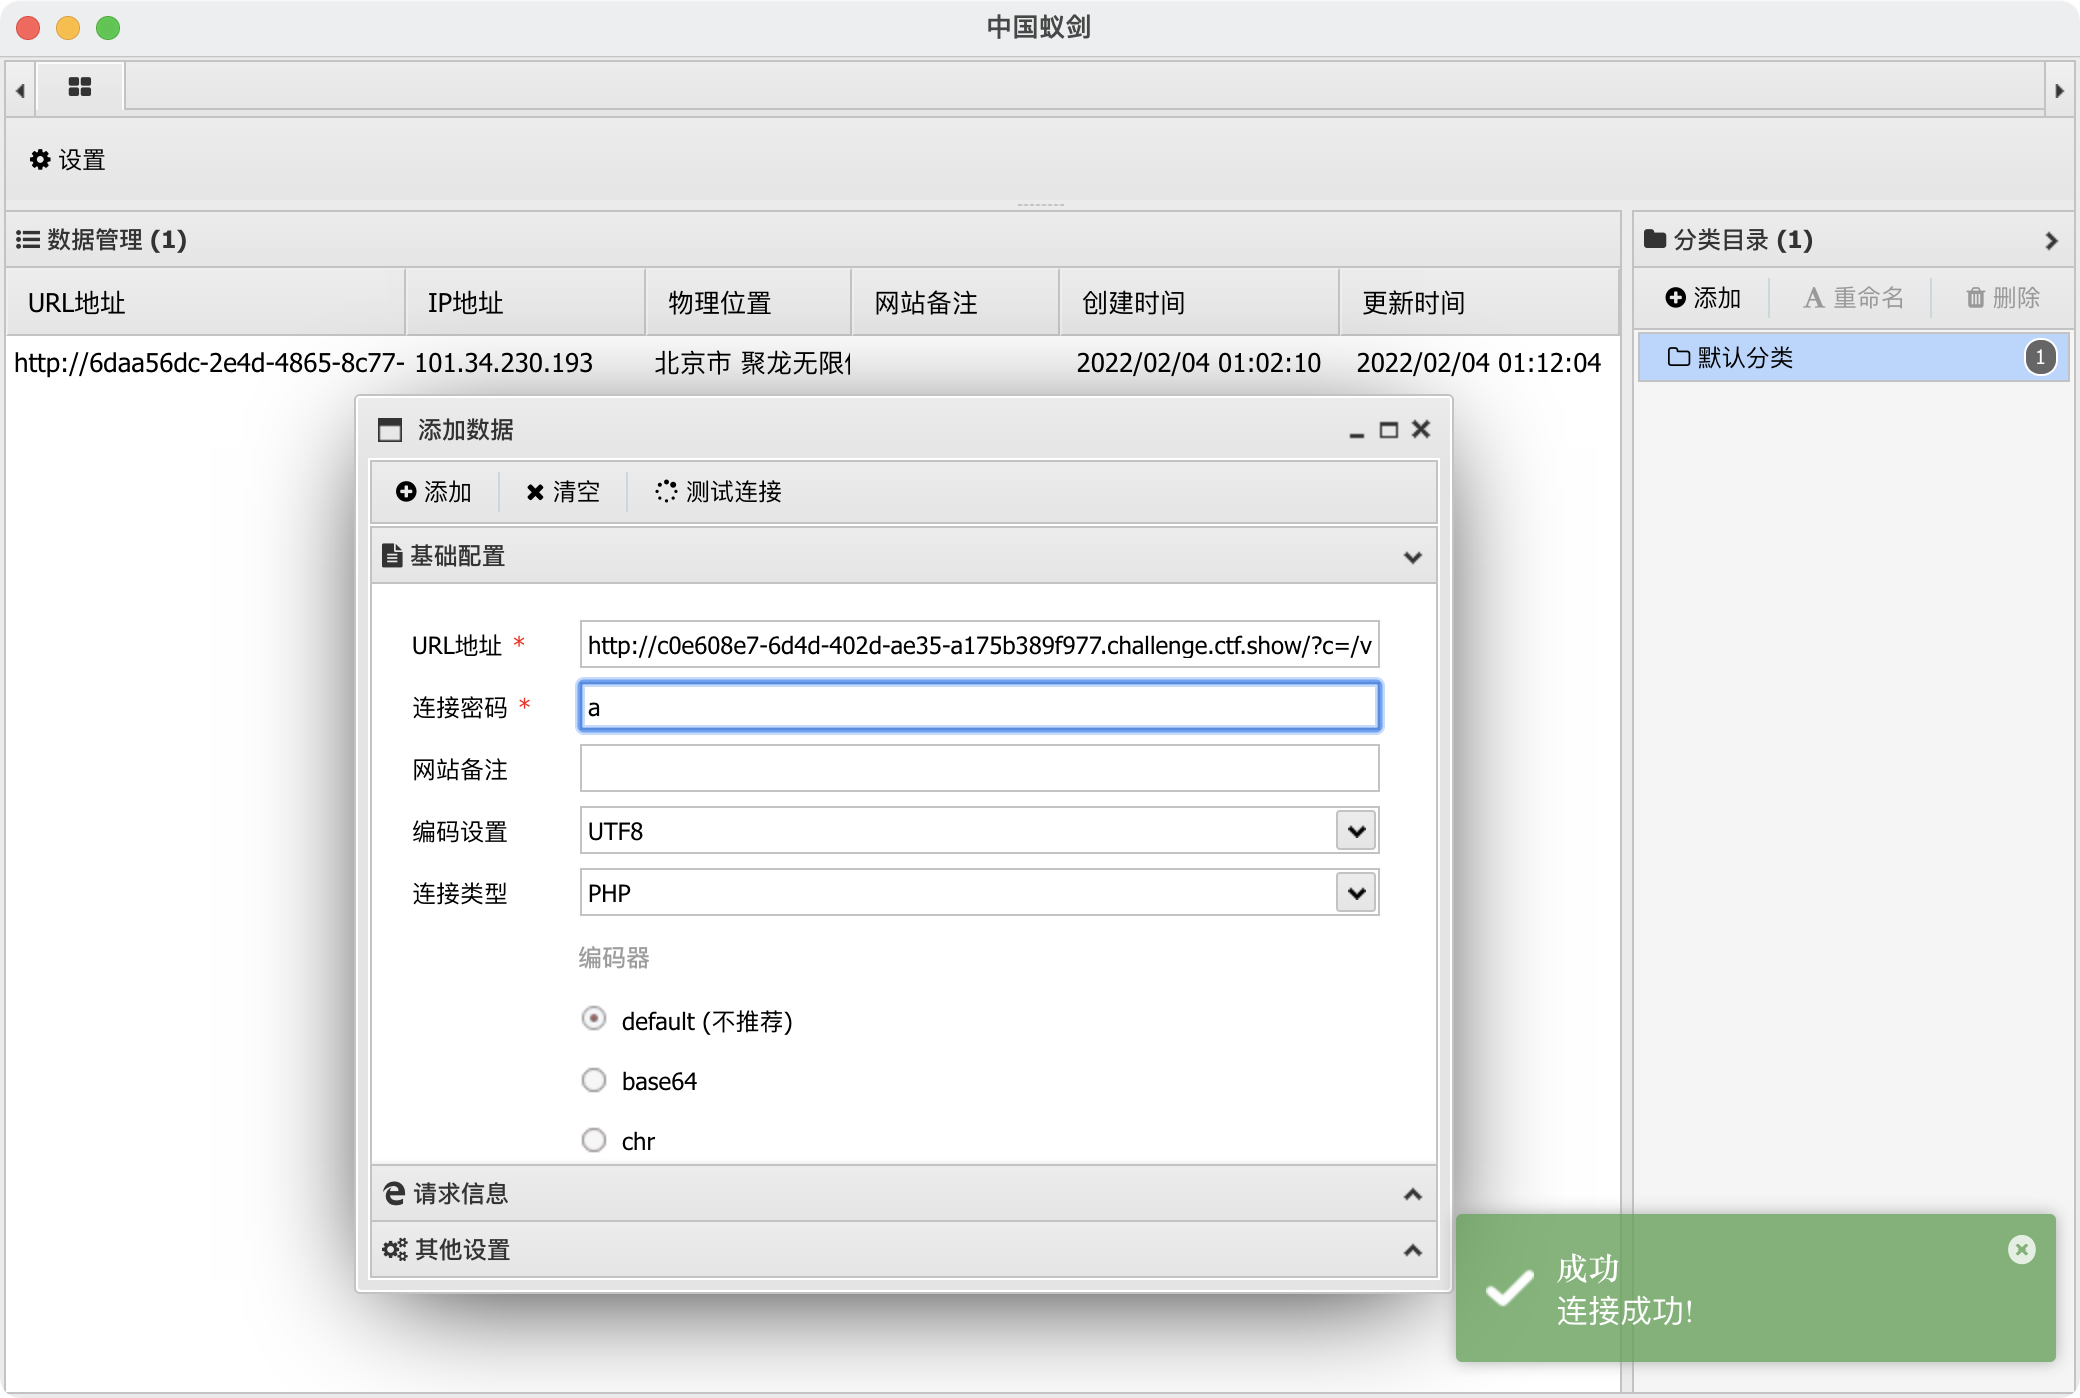 中国蚁剑
设置
数据管理 (1)
URL地址 IP地址 物理位置 网站备注 创建时间 更新时间
http://6daa56dc-2e4d-4865-8c77- 101.34.230.193 北京市 聚龙无限 2022/02/04 01:02:10 2022/02/04 01:12:04
分类目录 (1)
添加 重命名 删除
默认分类 1
添加数据
添加 清空 测试连接
基础配置
URL地址 * http://c0e608e7-6d4d-402d-ae35-a175b389f977.challenge.ctf.show/?c=/v
连接密码 * a
网站备注
编码设置 UTF8
连接类型 PHP
编码器
default (不推荐)
base64
chr
请求信息
其他设置
成功
连接成功!